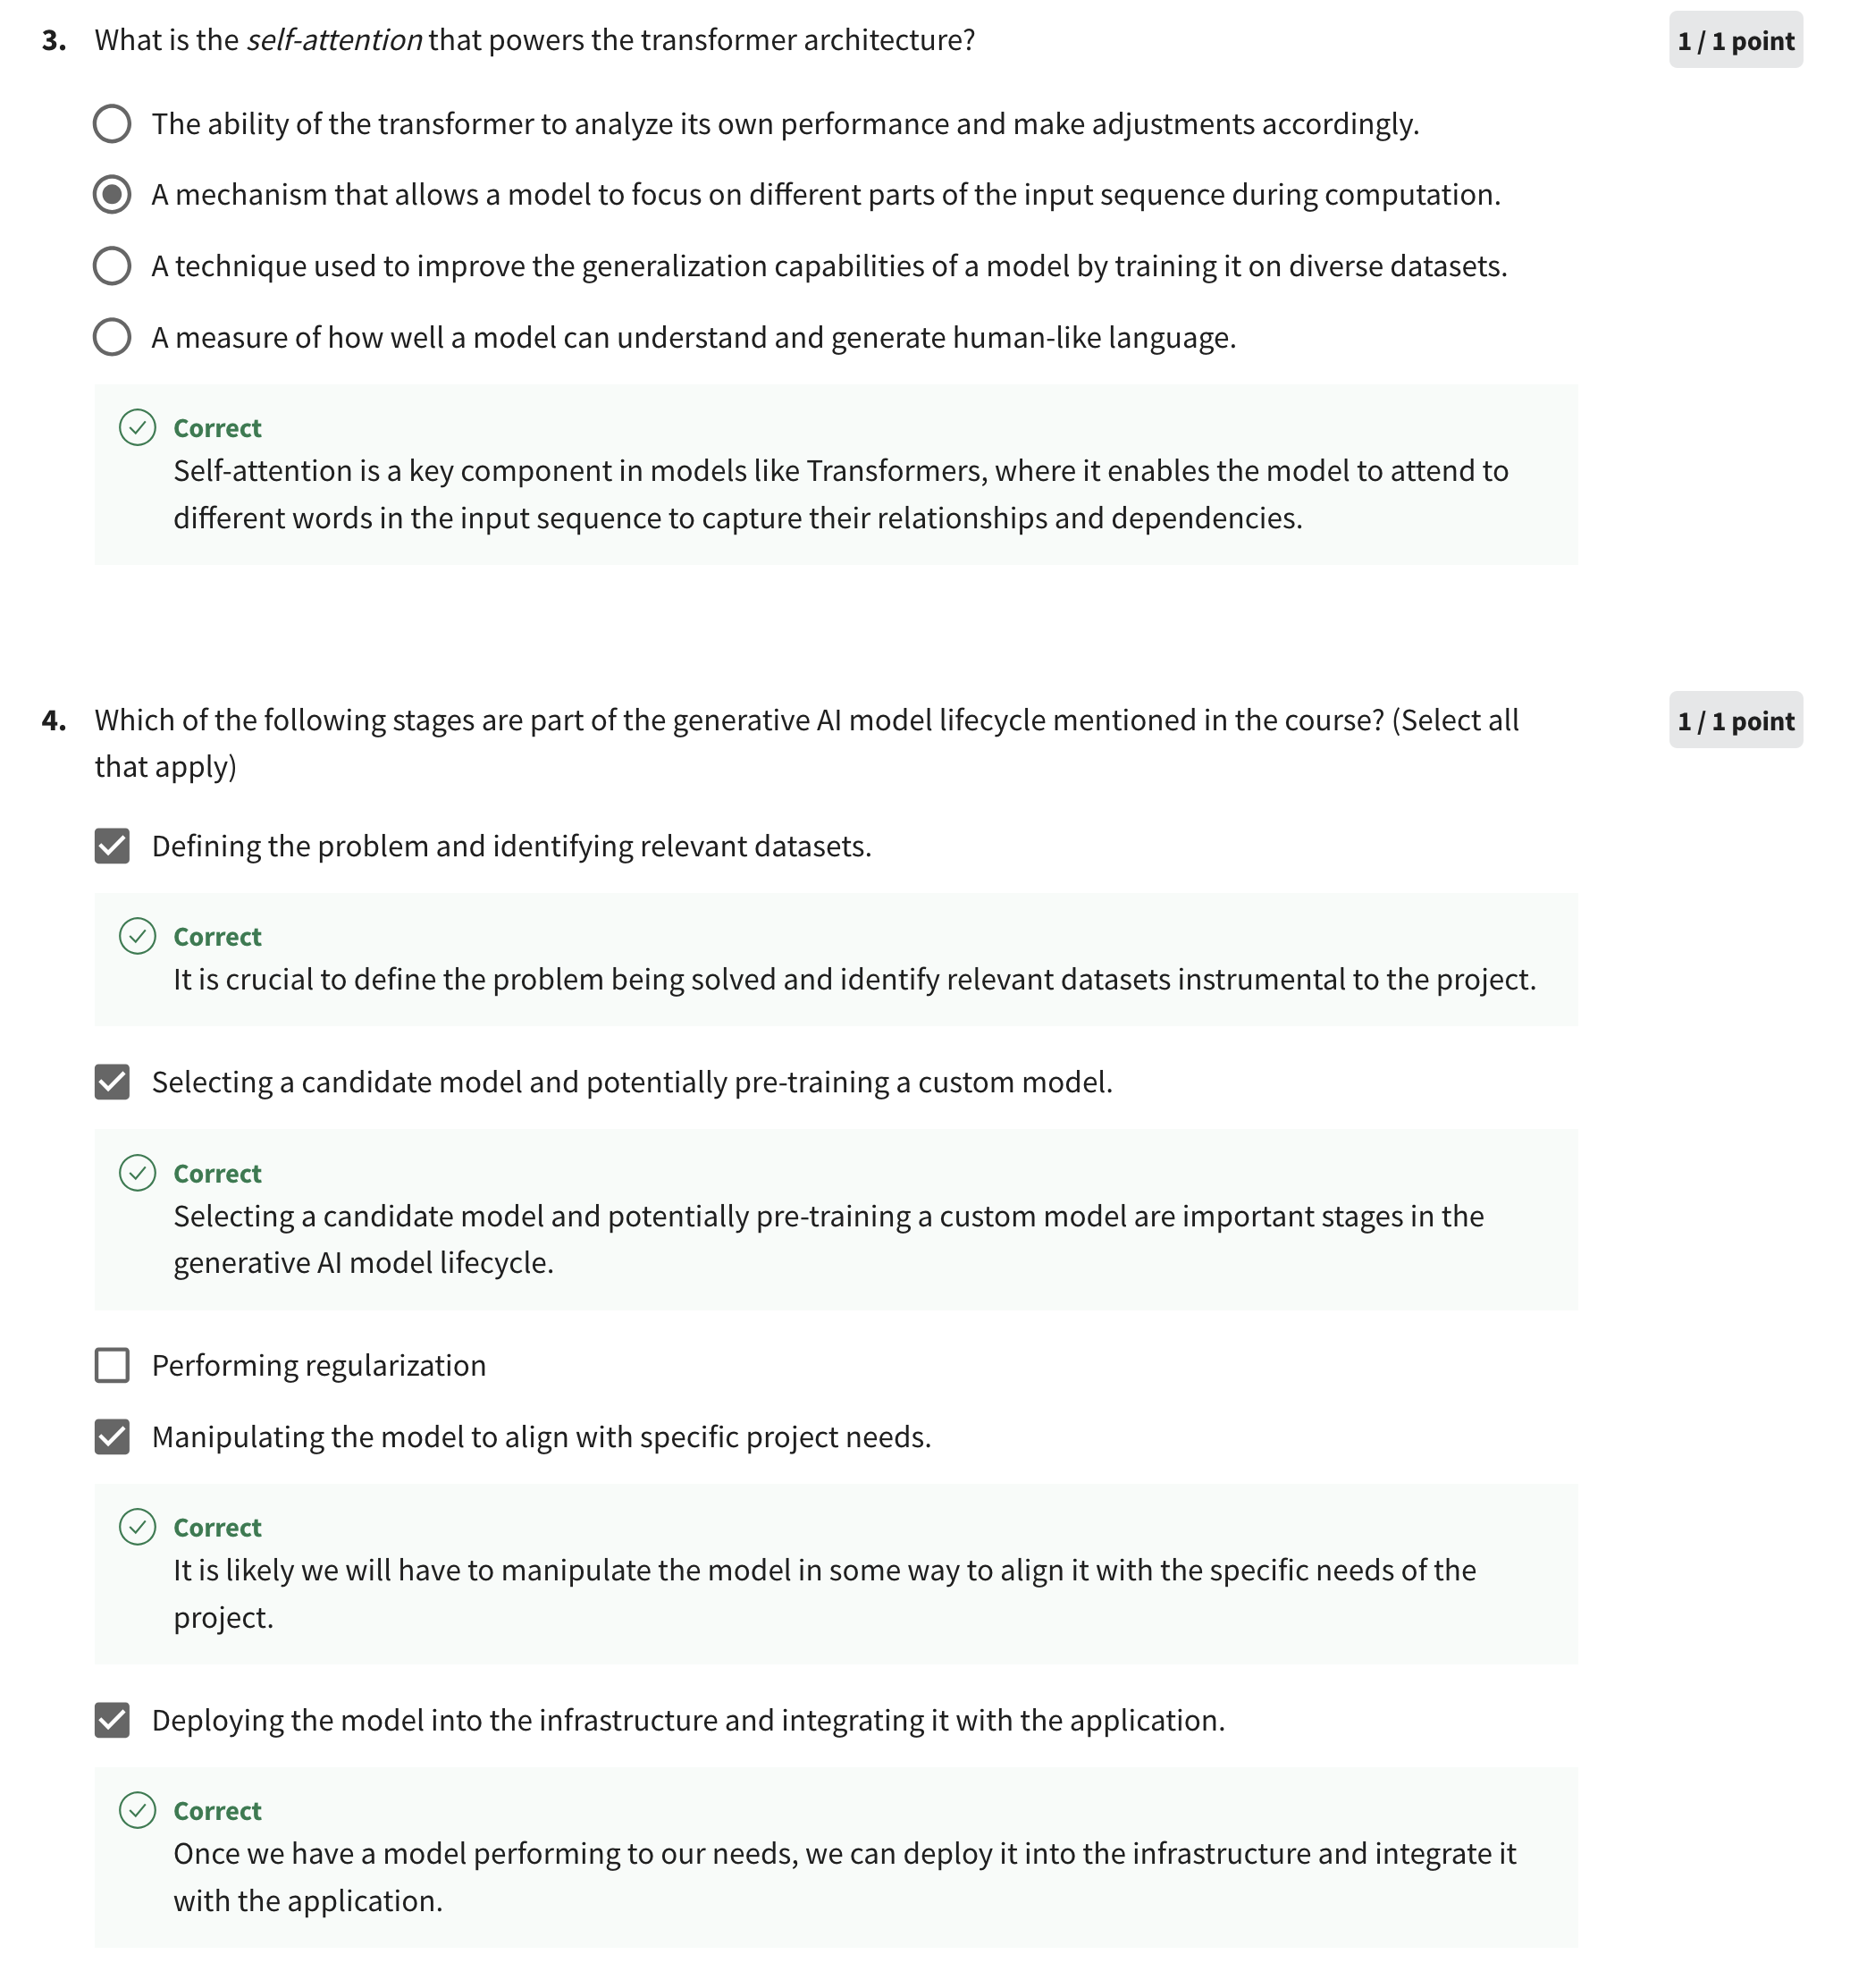 3. What is the self-attention that powers the transformer architecture?
1 / 1 point
The ability of the transformer to analyze its own performance and make adjustments accordingly.
A mechanism that allows a model to focus on different parts of the input sequence during computation.
A technique used to improve the generalization capabilities of a model by training it on diverse datasets.
A measure of how well a model can understand and generate human-like language.
Correct
Self-attention is a key component in models like Transformers, where it enables the model to attend to
different words in the input sequence to capture their relationships and dependencies.
4. Which of the following stages are part of the generative AI model lifecycle mentioned in the course? (Select all
that apply)
1 / 1 point
Defining the problem and identifying relevant datasets.
Correct
It is crucial to define the problem being solved and identify relevant datasets instrumental to the project.
Selecting a candidate model and potentially pre-training a custom model.
Correct
Selecting a candidate model and potentially pre-training a custom model are important stages in the
generative AI model lifecycle.
Performing regularization
Manipulating the model to align with specific project needs.
Correct
It is likely we will have to manipulate the model in some way to align it with the specific needs of the
project.
Deploying the model into the infrastructure and integrating it with the application.
Correct
Once we have a model performing to our needs, we can deploy it into the infrastructure and integrate it
with the application.